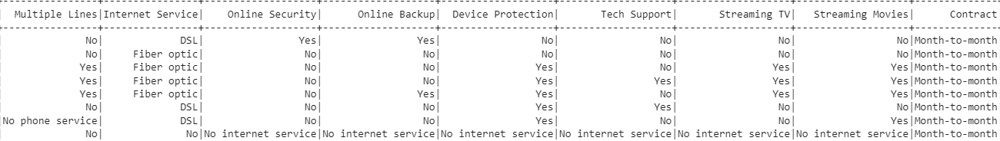 Multiple Lines|Internet Service| Online Security| Online Backup| Device Protection| Tech Support| Streaming TV| Streaming Movies| Contract
No| DSL| Yes| Yes| No| No| No| No|Month-to-month
No| Fiber optic| No| No| No| No| No| No|Month-to-month
Yes| Fiber optic| No| No| Yes| No| Yes| Yes|Month-to-month
Yes| Fiber optic| No| No| Yes| Yes| Yes| Yes|Month-to-month
Yes| Fiber optic| No| Yes| Yes| No| Yes| Yes|Month-to-month
No| DSL| No| No| Yes| Yes| No| No|Month-to-month
No phone service| DSL| No| No| Yes| No| No| Yes|Month-to-month
No| No|No internet service|No internet service|No internet service|No internet service|No internet service|No internet service|Month-to-month